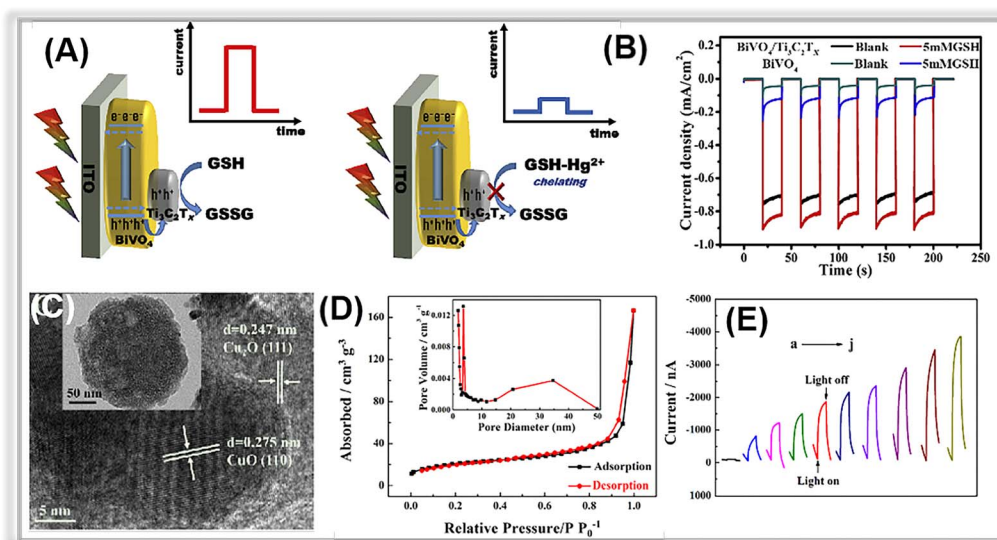 (A)
current
time
e⁻e⁻e⁻
ITO
GSH
h⁺h⁺
Ti₃C₂Tₓ
h⁺h⁺h⁺
BiVO₄
GSSG
current
time
e⁻e⁻e⁻
ITO
GSH-Hg²⁺
chelating
h⁺h⁺
Ti₃C₂Tₓ
h⁺h⁺h⁺
BiVO₄
GSSG
(B)
BiVO₄/Ti₃C₂Tₓ Blank 5mMGSH
BiVO₄ Blank 5mMGSH
Current density (mA/cm²)
-0.2
0.0
-0.2
-0.4
-0.6
-0.8
-1.0
0 50 100 150 200 250
Time (s)
(C)
d=0.247 nm
Cu₂O (111)
50 nm
d=0.275 nm
CuO (110)
5 nm
(D)
Absorbed / cm³ g⁻³
160
120
80
40
0
Pore Volume / cm³ g⁻¹
0.012
0.008
0.004
0.000
0 10 20 30 40 50
Pore Diameter (nm)
Adsorption
Desorption
0.0 0.2 0.4 0.6 0.8 1.0
Relative Pressure/P P₀⁻¹
(E)
Current / nA
-5000
-4000
-3000
-2000
-1000
0
1000
a j
Light off
Light on